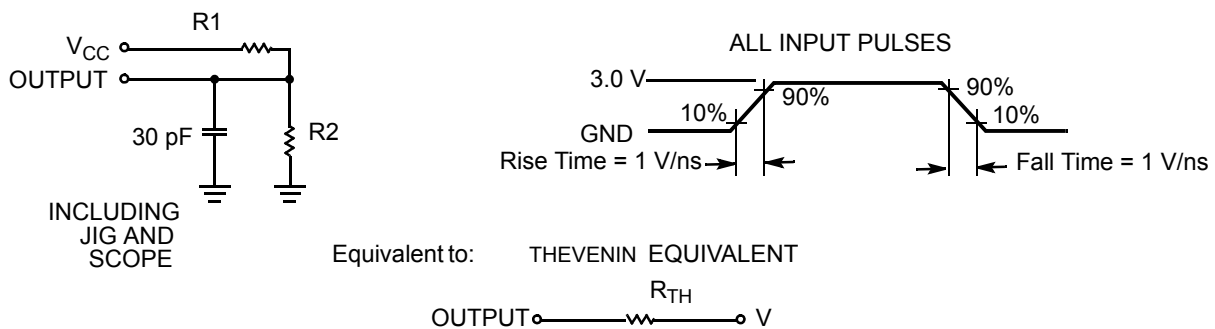 R1
VCC
OUTPUT
30 pF
R2
INCLUDING
JIG AND
SCOPE
ALL INPUT PULSES
3.0 V
10%
90%
90%
10%
GND
Rise Time = 1 V/ns
Fall Time = 1 V/ns
Equivalent to: THEVENIN EQUIVALENT
RTH
OUTPUT
V